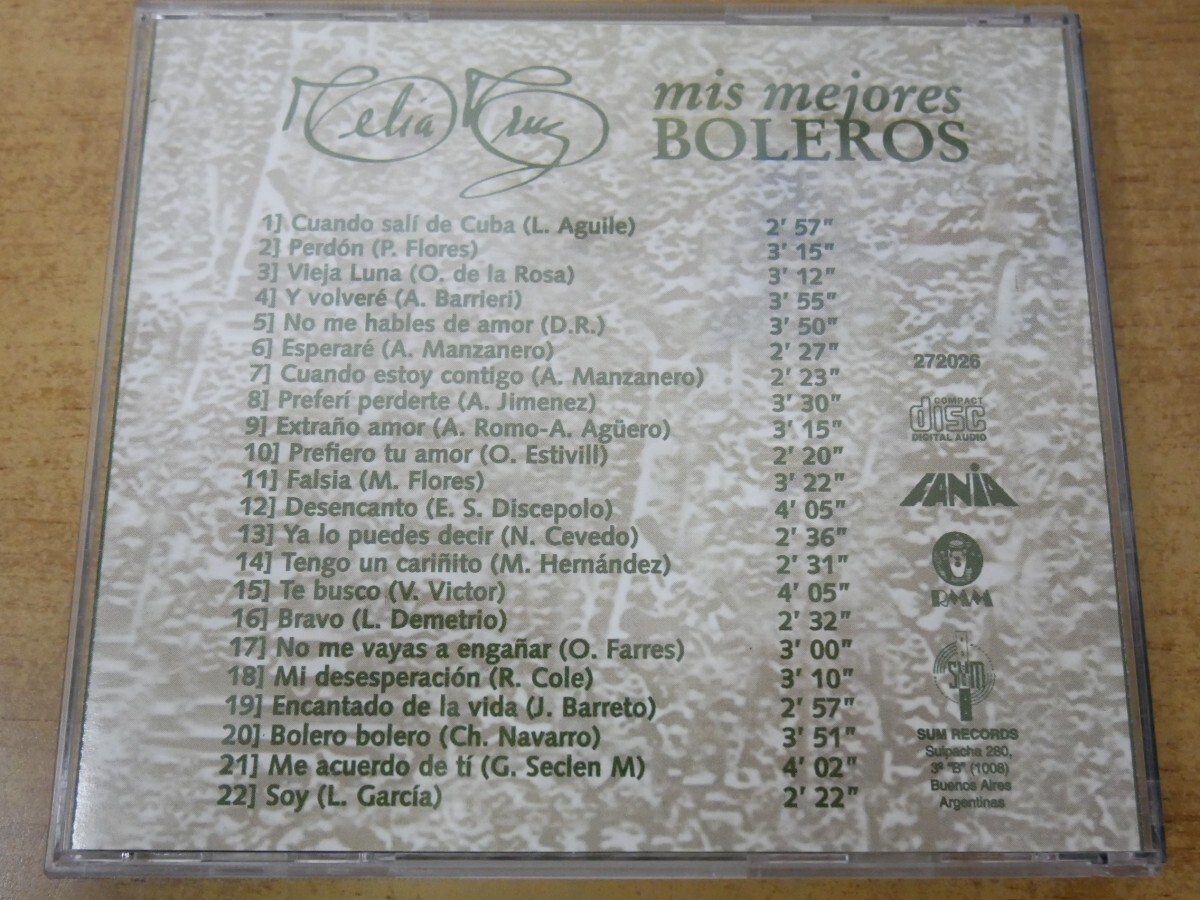 Celia Cruz
mis mejores
BOLEROS
1] Cuando salí de Cuba (L. Aguile) 2' 57"
2] Perdón (P. Flores) 3' 15"
3] Vieja Luna (O. de la Rosa) 3' 12"
4] Y volveré (A. Barrieri) 3' 55"
5] No me hables de amor (D.R.) 3' 50"
6] Esperaré (A. Manzanero) 2' 27"
7] Cuando estoy contigo (A. Manzanero) 2' 23"
8] Preferí perderte (A. Jimenez) 3' 30"
9] Extraño amor (A. Romo-A. Agüero) 3' 15"
10] Prefiero tu amor (O. Estivill) 2' 20"
11] Falsia (M. Flores) 3' 22"
12] Desencanto (E. S. Discepolo) 4' 05"
13] Ya lo puedes decir (N. Cevedo) 2' 36"
14] Tengo un cariñito (M. Hernández) 2' 31"
15] Te busco (V. Victor) 4' 05"
16] Bravo (L. Demetrio) 2' 32"
17] No me vayas a engañar (O. Farres) 3' 00"
18] Mi desesperación (R. Cole) 3' 10"
19] Encantado de la vida (J. Barreto) 2' 57"
20] Bolero bolero (Ch. Navarro) 3' 51"
21] Me acuerdo de tí (G. Seclen M) 4' 02"
22] Soy (L. García) 2' 22"
272026
COMPACT
disc
DIGITAL AUDIO
FANIA
RMM
SUM
SUM RECORDS
Suipacha 280,
3º "B" (1008)
Buenos Aires
Argentinas